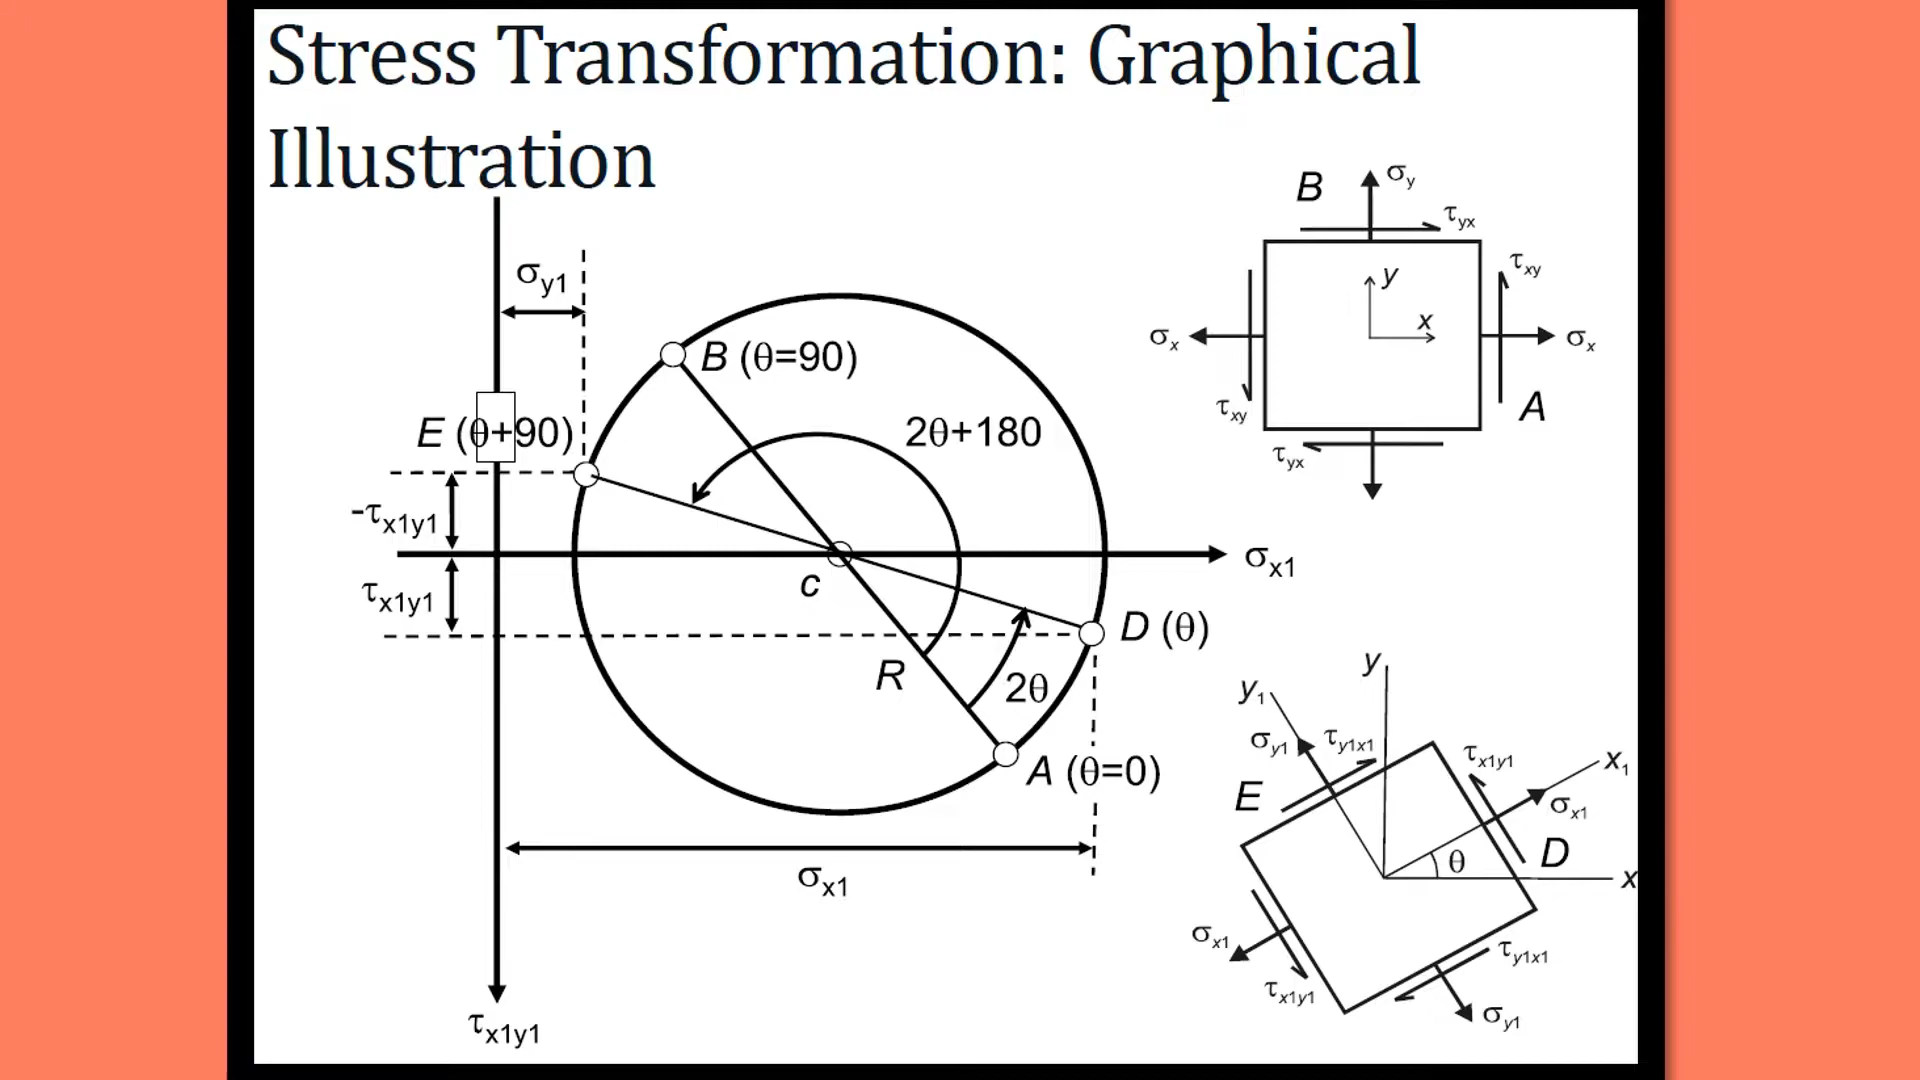 Stress Transformation: Graphical
Illustration
σy1
B (θ=90)
E (θ+90)
2θ+180
-τx1y1
c
σx1
τx1y1
D (θ)
R
2θ
A (θ=0)
σx1
τx1y1
B
σy
τyx
τxy
y
x
σx
σx
τxy
A
τyx
y
y1
σy1
τy1x1
τx1y1
x1
E
σx1
D
θ
x
σx1
τy1x1
τx1y1
σy1